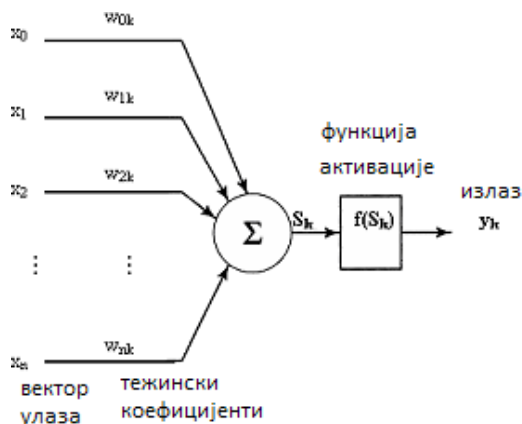 x₀ w₀ₖ
x₁ w₁ₖ
x₂ w₂ₖ
⋮ ⋮
xₙ wₙₖ
вектор
улаза
тежински
коефицијенти
Σ
Sₖ
функција
активације
f(Sₖ)
излаз
yₖ